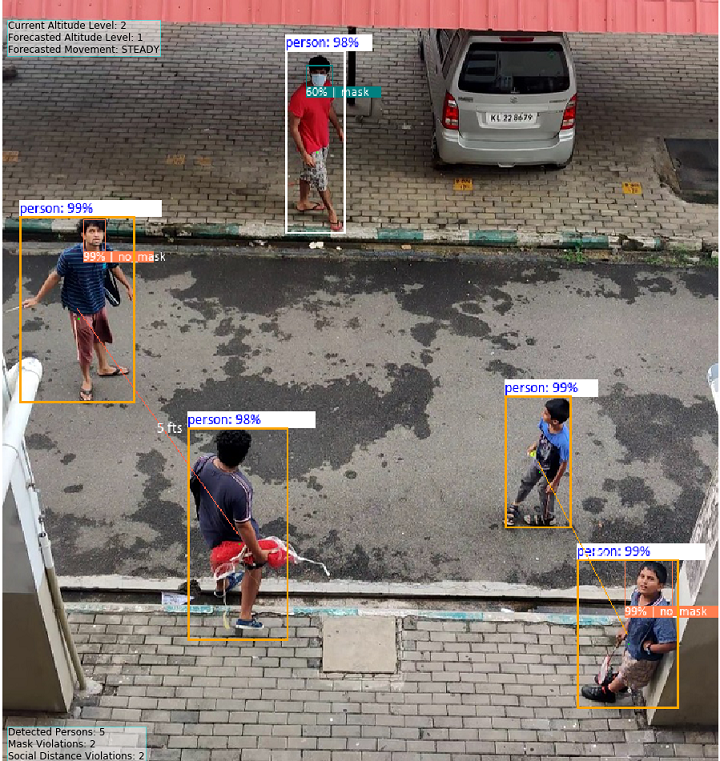 Current Altitude Level: 2
Forecasted Altitude Level: 1
Forecasted Movement: STEADY
person: 98%
60% | mask
KL 22 8679
person: 99%
99% | no_mask
person: 99%
person: 98%
5 fts
person: 99%
99% | no_mask
Detected Persons: 5
Mask Violations: 2
Social Distance Violations: 2